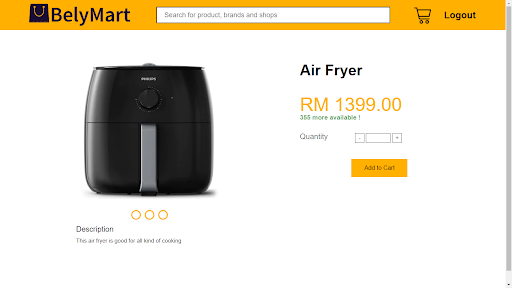 BelyMart
Search for product, brands and shops
Logout
PHILIPS
Air Fryer
RM 1399.00
355 more available !
Quantity
- +
Add to Cart
Description
This air fryer is good for all kind of cooking